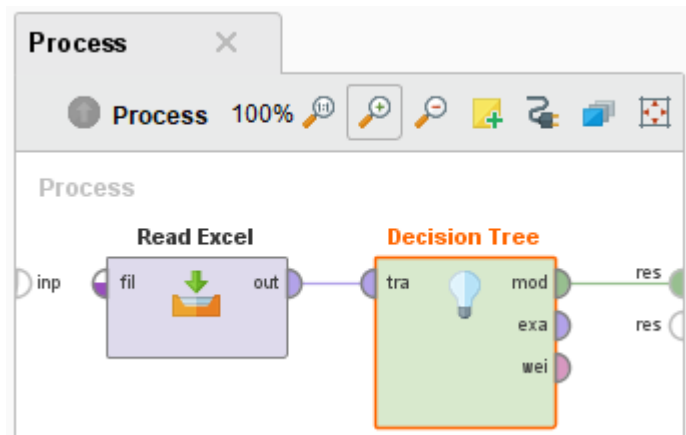 Process
Process 100%
Process
Read Excel Decision Tree
inp fil out tra mod res
exa res
wei